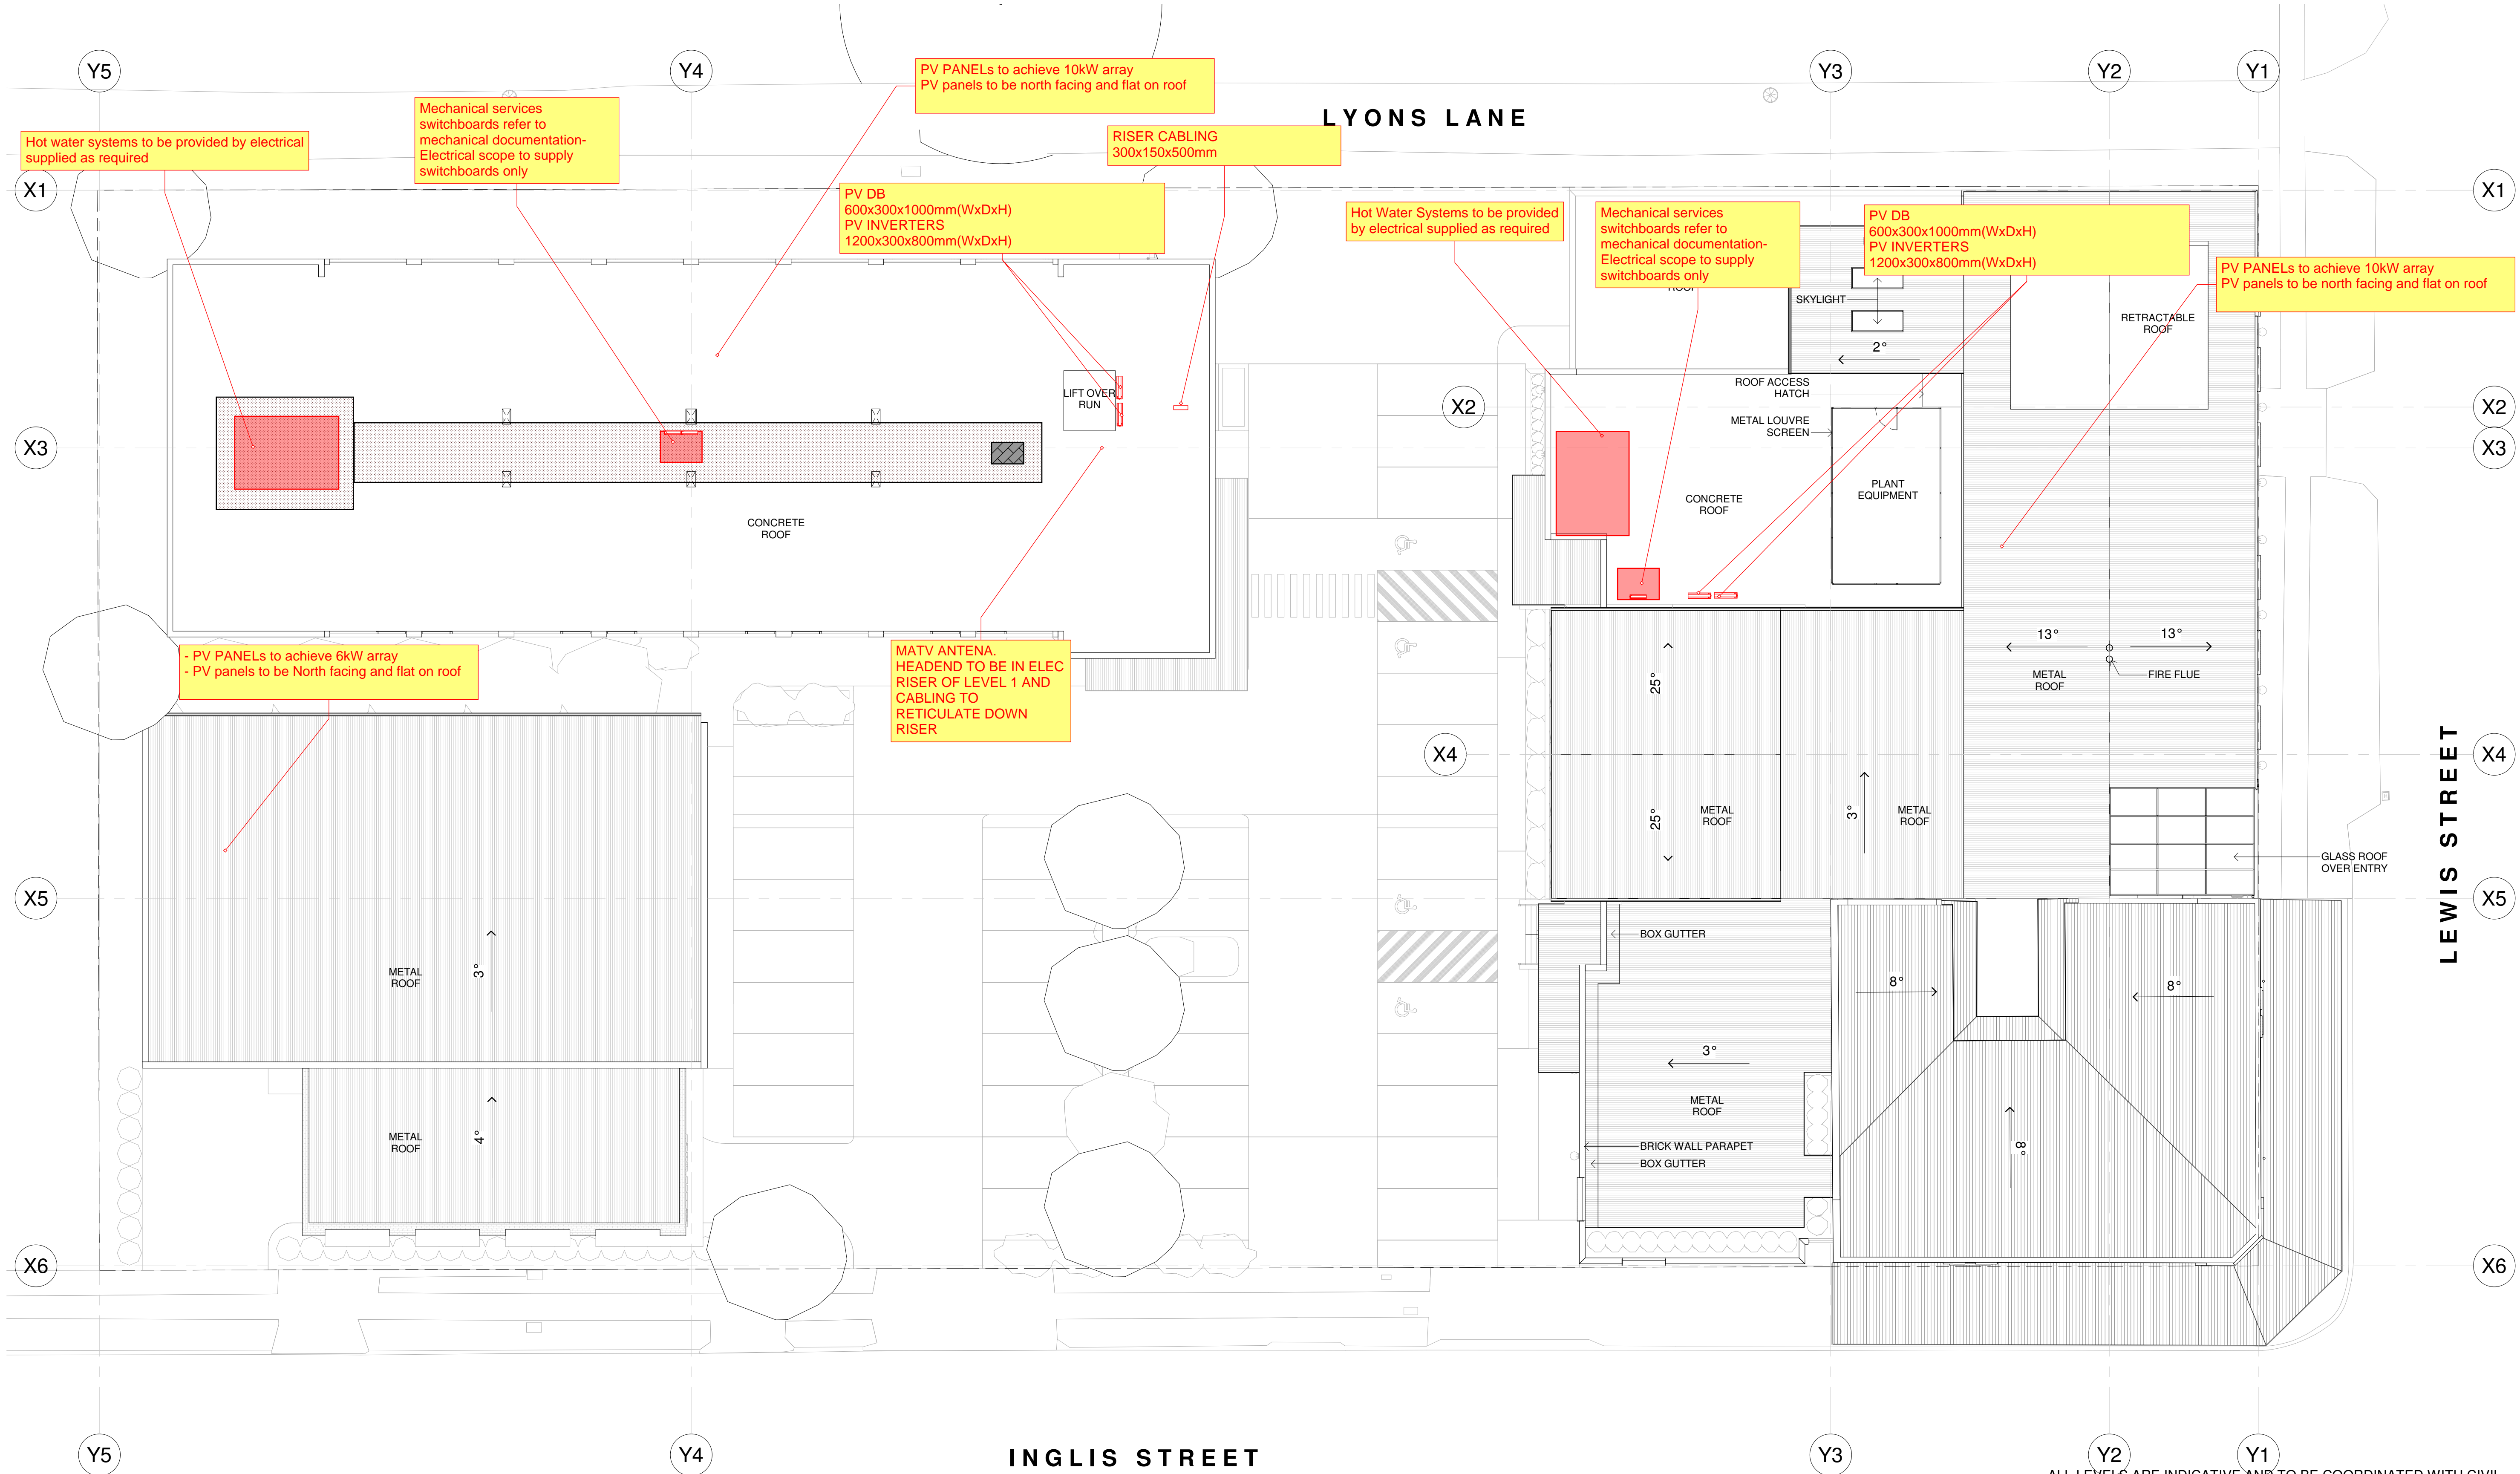 Y5
Y4
Y3
Y2
Y1
PV PANELs to achieve 10kW array
PV panels to be north facing and flat on roof
Mechanical services
switchboards refer to
mechanical documentation-
Electrical scope to supply
switchboards only
LYONS LANE
Hot water systems to be provided by electrical
supplied as required
RISER CABLING
300x150x500mm
X1
X1
PV DB
600x300x1000mm(WxDxH)
PV INVERTERS
1200x300x800mm(WxDxH)
Hot Water Systems to be provided
by electrical supplied as required
Mechanical services
switchboards refer to
mechanical documentation-
Electrical scope to supply
switchboards only
PV DB
600x300x1000mm(WxDxH)
PV INVERTERS
1200x300x800mm(WxDxH)
PV PANELs to achieve 10kW array
PV panels to be north facing and flat on roof
SKYLIGHT
RETRACTABLE
ROOF
2°
LIFT OVER
RUN
ROOF ACCESS
HATCH
X2
X2
METAL LOUVRE
SCREEN
X3
X3
PLANT
EQUIPMENT
CONCRETE
ROOF
CONCRETE
ROOF
13°
13°
- PV PANELs to achieve 6kW array
- PV panels to be North facing and flat on roof
MATV ANTENA.
HEADEND TO BE IN ELEC
RISER OF LEVEL 1 AND
CABLING TO
RETICULATE DOWN
RISER
25°
METAL
ROOF
FIRE FLUE
X4
X4
LEWIS STREET
25°
METAL
ROOF
3°
METAL
ROOF
GLASS ROOF
OVER ENTRY
X5
X5
BOX GUTTER
METAL
ROOF
3°
8°
8°
3°
METAL
ROOF
METAL
ROOF
4°
BRICK WALL PARAPET
8°
BOX GUTTER
X6
X6
Y5
Y4
INGLIS STREET
Y3
Y2
Y1
ALL LEVELS ARE INDICATIVE AND TO BE COORDINATED WITH CIVIL